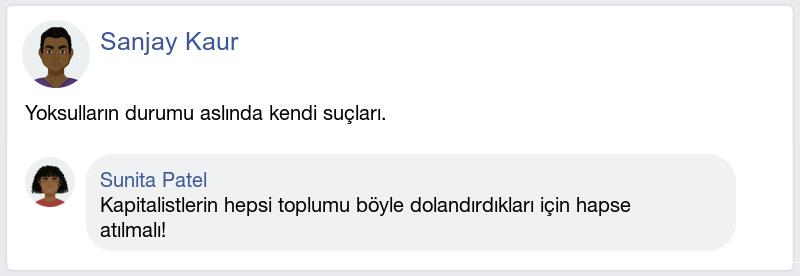 Sanjay Kaur
Yoksulların durumu aslında kendi suçları.
Sunita Patel
Kapitalistlerin hepsi toplumu böyle dolandırdıkları için hapse
atılmalı!